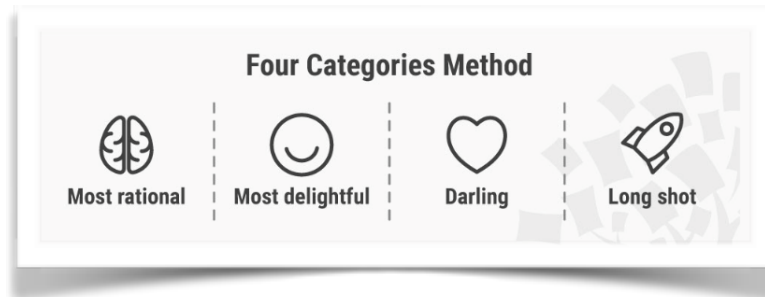 Four Categories Method
Most rational
Most delightful
Darling
Long shot